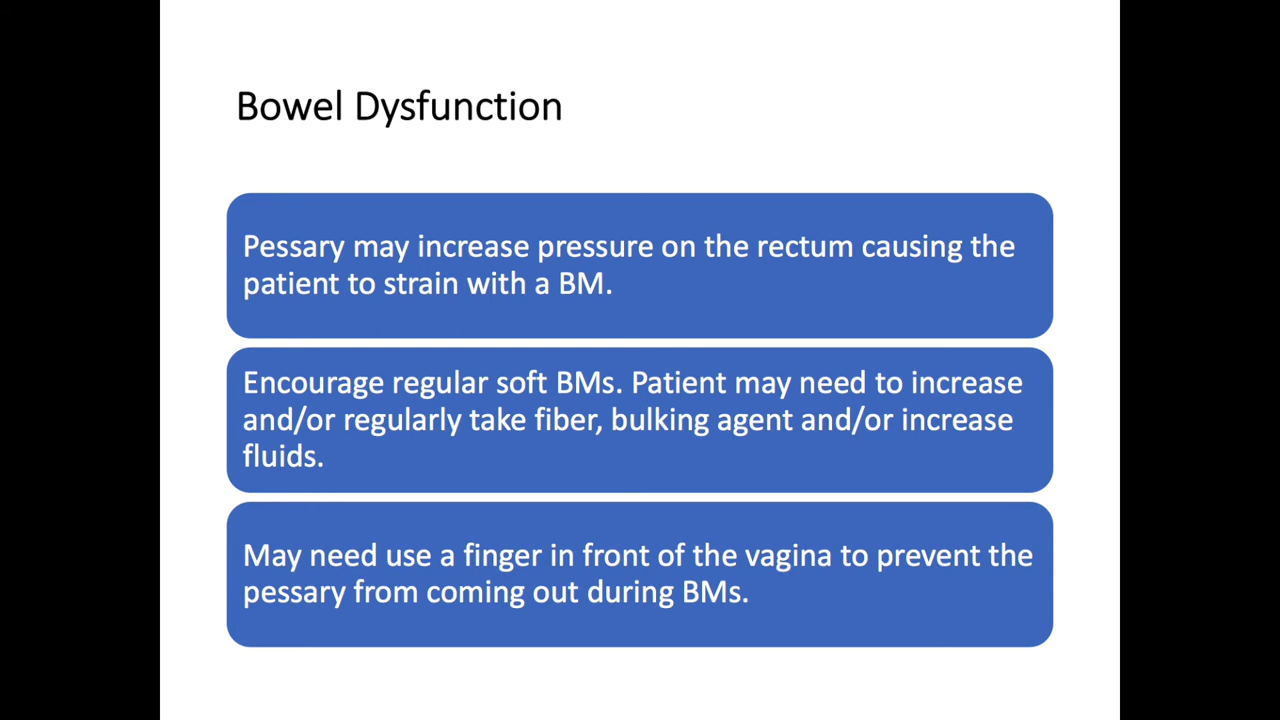 Bowel Dysfunction
Pessary may increase pressure on the rectum causing the
patient to strain with a BM.
Encourage regular soft BMs. Patient may need to increase
and/or regularly take fiber, bulking agent and/or increase
fluids.
May need use a finger in front of the vagina to prevent the
pessary from coming out during BMs.